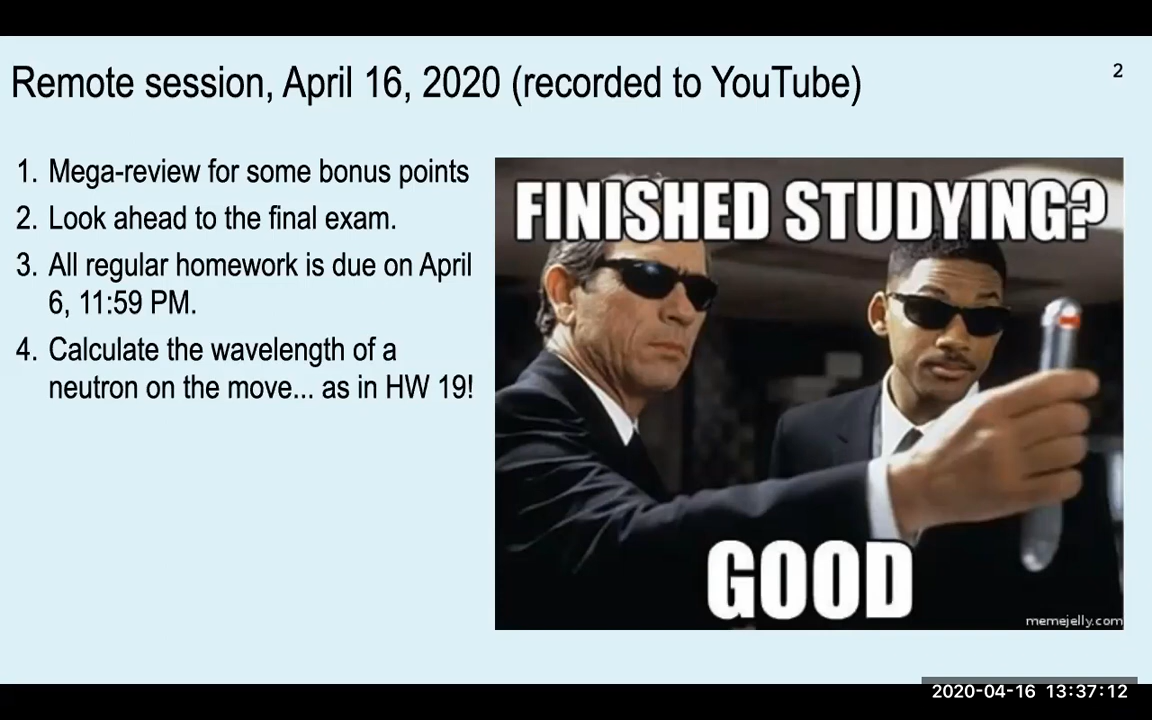 Remote session, April 16, 2020 (recorded to YouTube)
2
1. Mega-review for some bonus points
2. Look ahead to the final exam.
3. All regular homework is due on April
6, 11:59 PM.
4. Calculate the wavelength of a
neutron on the move... as in HW 19!
FINISHED STUDYING?
GOOD
memejelly.com
2020-04-16 13:37:12